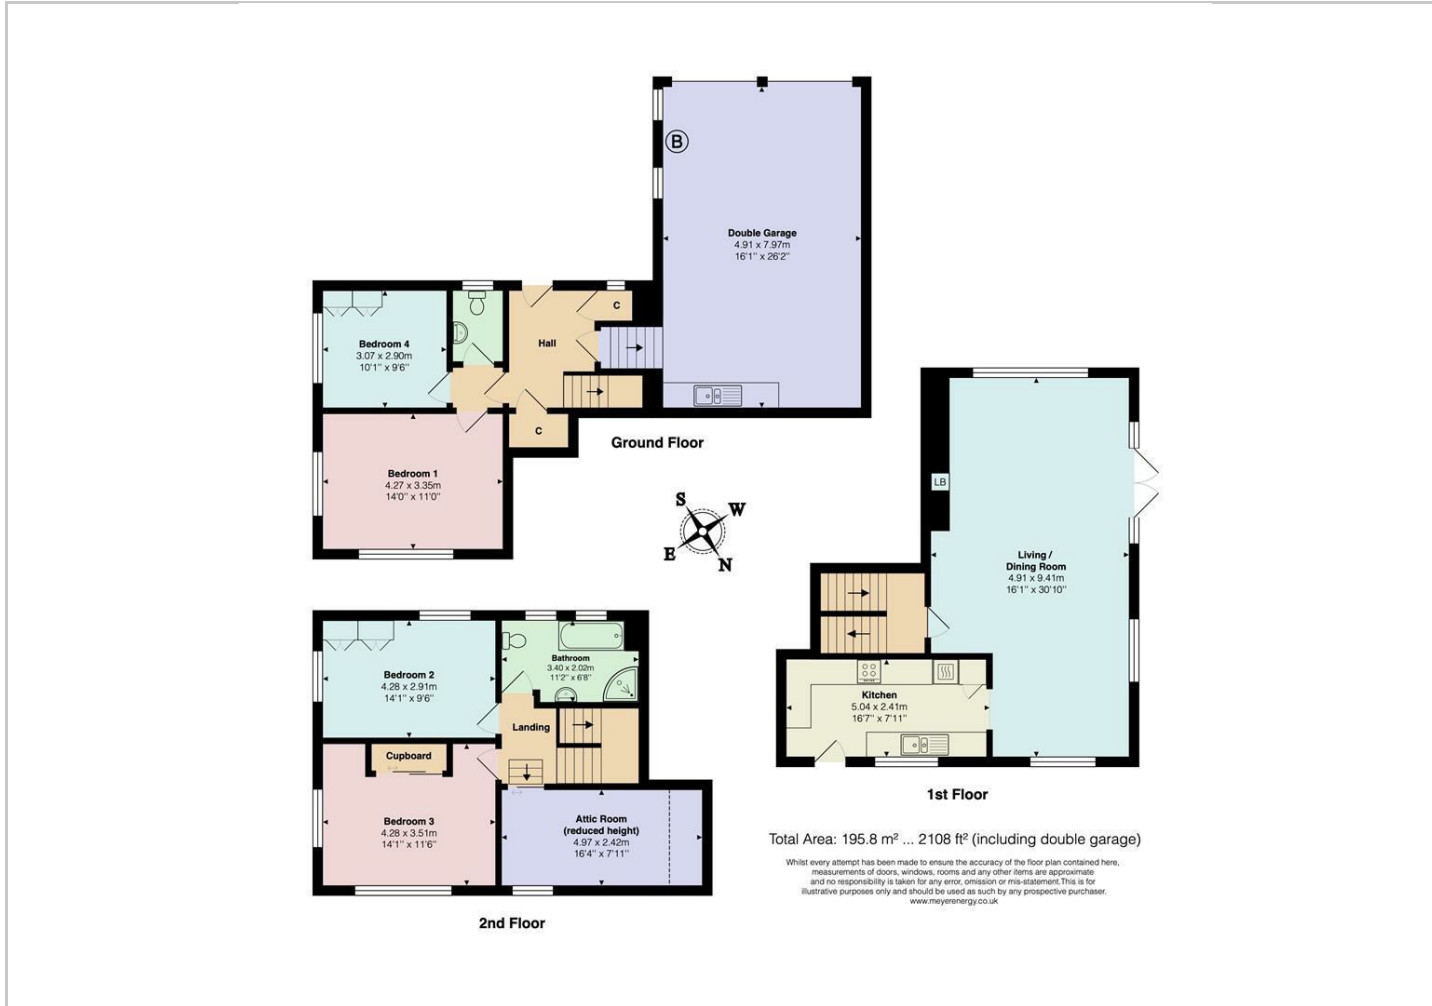 B
Double Garage
4.91 x 7.97m
16'1'' x 26'2''
C
Hall
Bedroom 4
3.07 x 2.90m
10'1'' x 9'6''
C
Ground Floor
Bedroom 1
4.27 x 3.35m
14'0'' x 11'0''
S
W
E
N
LB
Living /
Dining Room
4.91 x 9.41m
16'1'' x 30'10''
Kitchen
5.04 x 2.41m
16'7'' x 7'11''
1st Floor
Bathroom
3.40 x 2.02m
11'2'' x 6'8''
Bedroom 2
4.28 x 2.91m
14'1'' x 9'6''
Landing
Cupboard
Bedroom 3
4.28 x 3.51m
14'1'' x 11'6''
Attic Room
(reduced height)
4.97 x 2.42m
16'4'' x 7'11''
2nd Floor
Total Area: 195.8 m² ... 2108 ft² (including double garage)
Whilst every attempt has been made to ensure the accuracy of the floor plan contained here,
measurements of doors, windows, rooms and any other items are approximate
and no responsibility is taken for any error, omission or mis-statement.This is for
illustrative purposes only and should be used as such by any prospective purchaser.
www.meyerenergy.co.uk